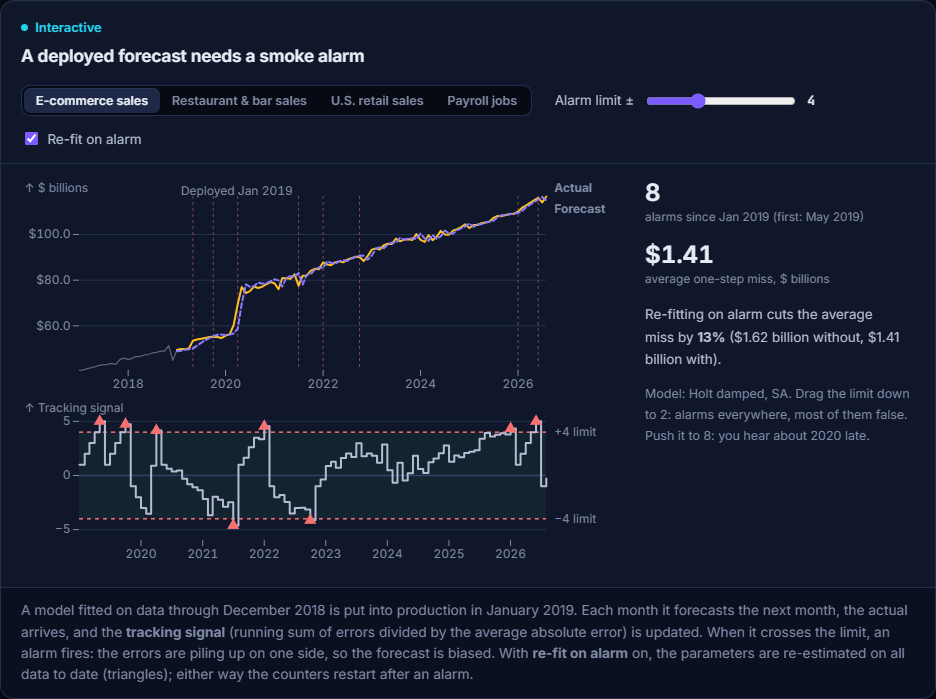 Interactive
A deployed forecast needs a smoke alarm
E-commerce sales Restaurant & bar sales U.S. retail sales Payroll jobs Alarm limit ± 4
Re-fit on alarm
↑ $ billions
Deployed Jan 2019
Actual
Forecast
$100.0
$80.0
$60.0
2018 2020 2022 2024 2026
↑ Tracking signal
5
0
−5
+4 limit
−4 limit
2020 2021 2022 2023 2024 2025 2026
8
alarms since Jan 2019 (first: May 2019)
$1.41
average one-step miss, $ billions
Re-fitting on alarm cuts the average
miss by 13% ($1.62 billion without, $1.41
billion with).
Model: Holt damped, SA. Drag the limit down
to 2: alarms everywhere, most of them false.
Push it to 8: you hear about 2020 late.
A model fitted on data through December 2018 is put into production in January 2019. Each month it forecasts the next month, the actual
arrives, and the tracking signal (running sum of errors divided by the average absolute error) is updated. When it crosses the limit, an
alarm fires: the errors are piling up on one side, so the forecast is biased. With re-fit on alarm on, the parameters are re-estimated on all
data to date (triangles); either way the counters restart after an alarm.